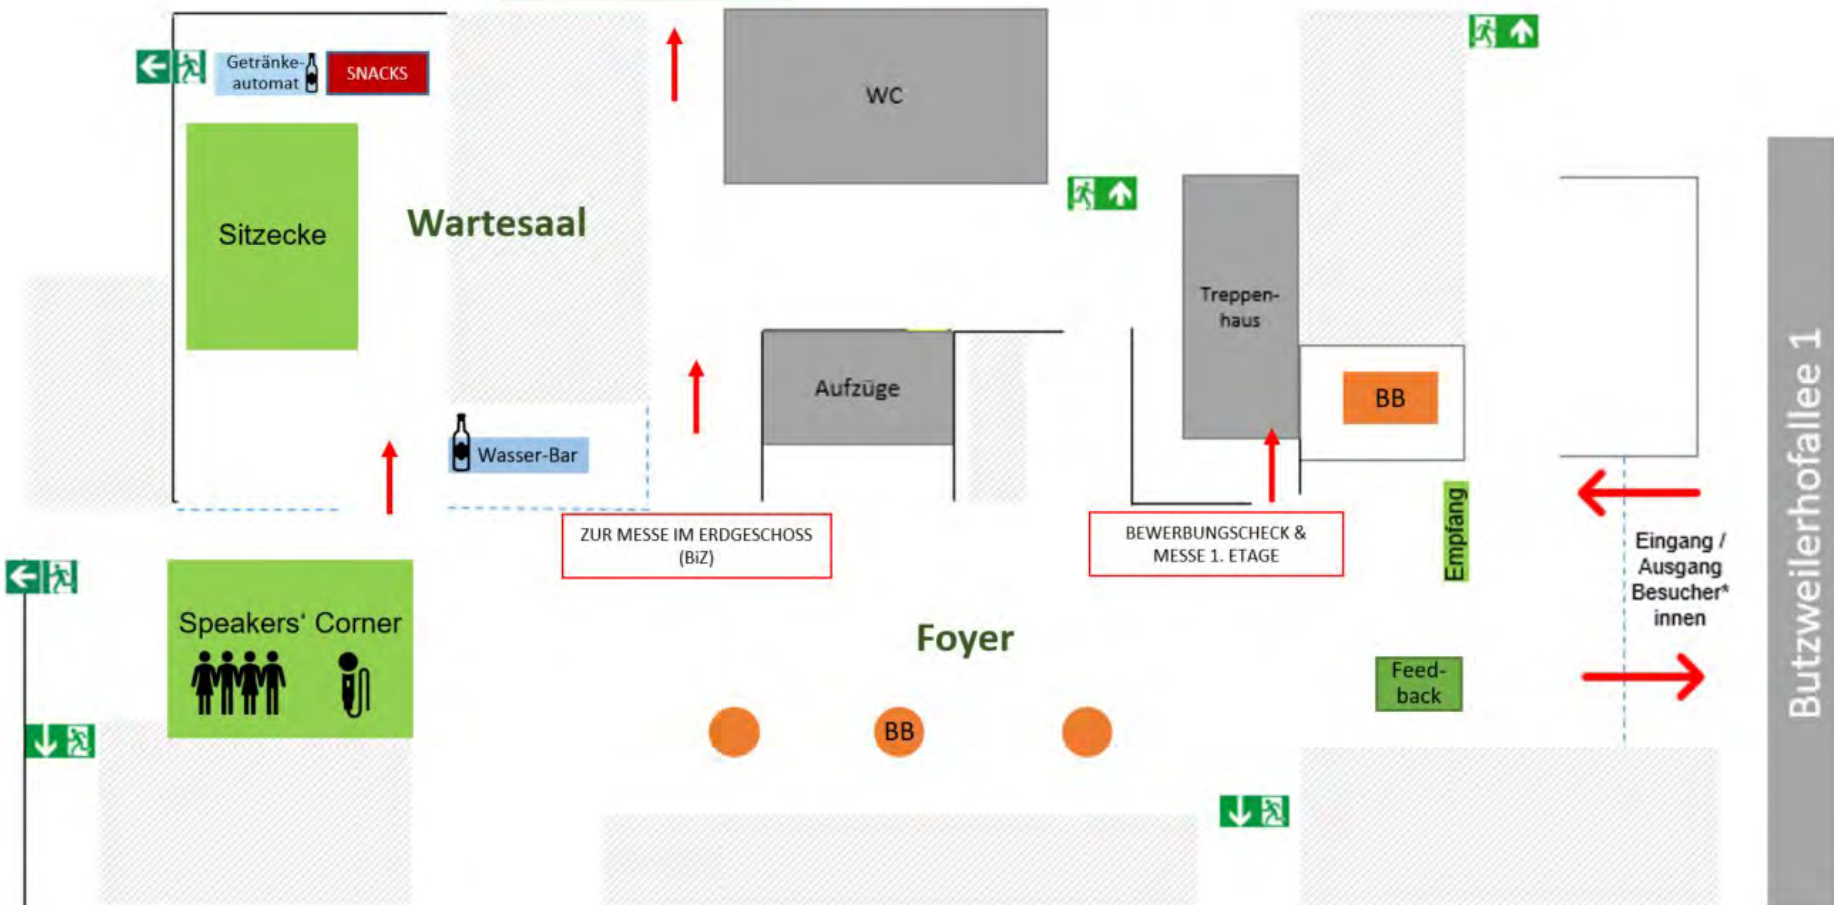 Getränke-
automat
SNACKS
WC
Sitzecke
Wartesaal
Treppen-
haus
Aufzüge
BB
Wasser-Bar
ZUR MESSE IM ERDGESCHOSS
(BiZ)
BEWERBUNGSCHECK &
MESSE 1. ETAGE
Empfang
Eingang /
Ausgang
Besucher*
innen
Butzweilerhofallee 1
Speakers‘ Corner
Foyer
Feed-
back
BB